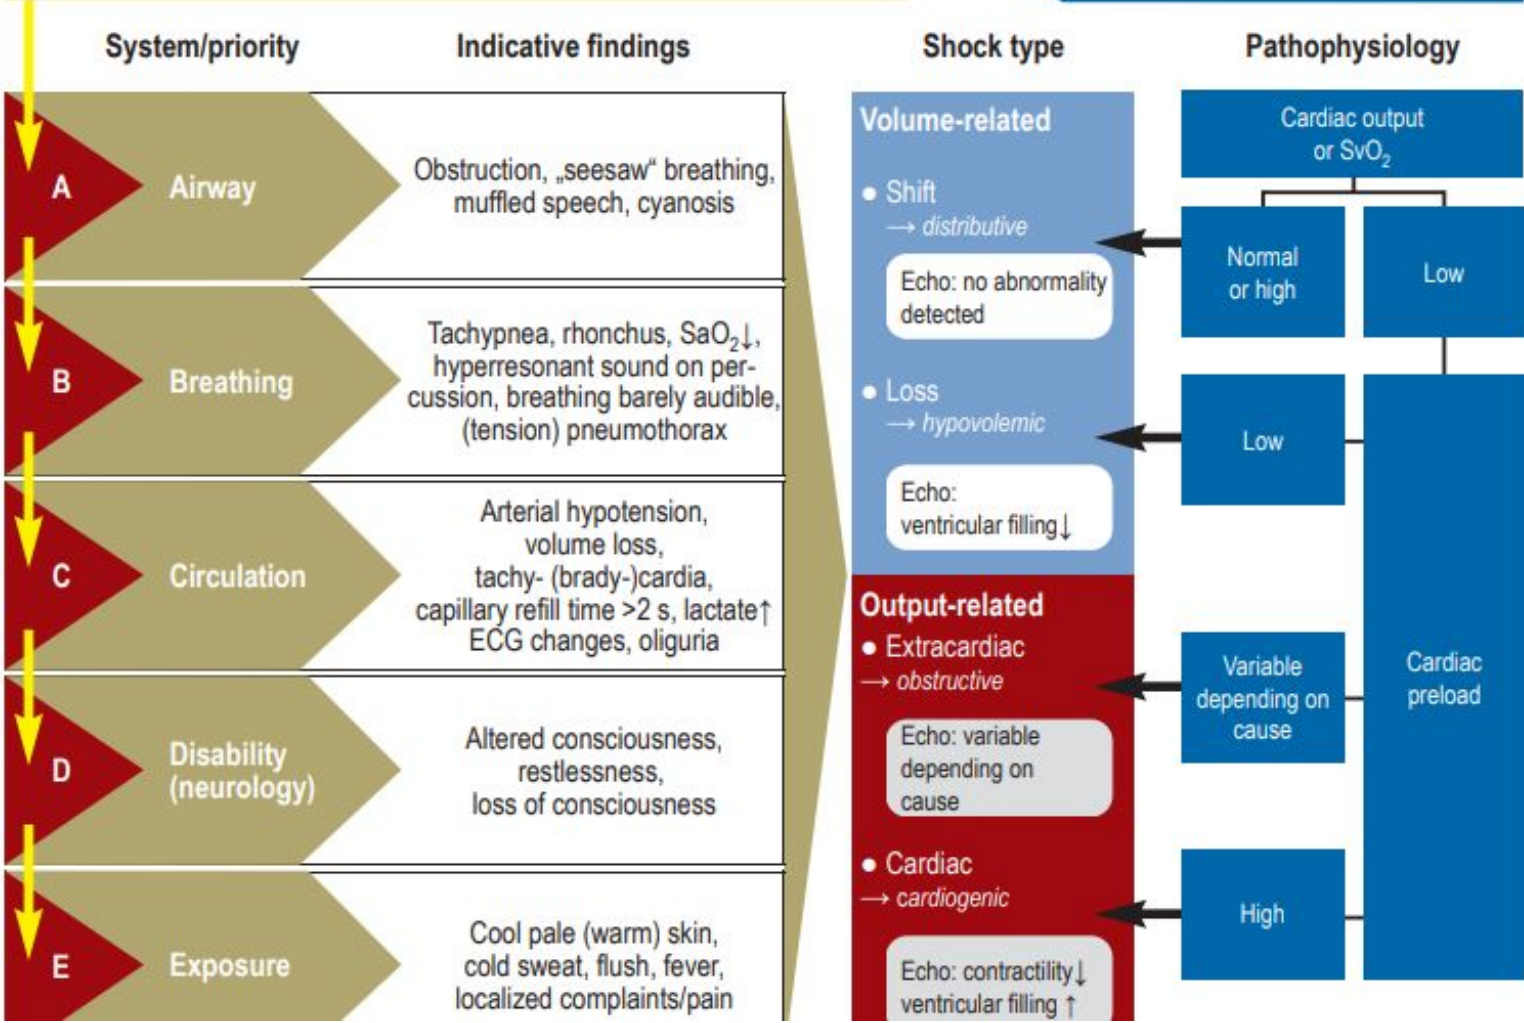 System/priority
Indicative findings
Shock type
Pathophysiology
A
Airway
Obstruction, „seesaw“ breathing,
muffled speech, cyanosis
B
Breathing
Tachypnea, rhonchus, SaO₂↓,
hyperresonant sound on per-
cussion, breathing barely audible,
(tension) pneumothorax
C
Circulation
Arterial hypotension,
volume loss,
tachy- (brady-)cardia,
capillary refill time >2 s, lactate↑
ECG changes, oliguria
D
Disability
(neurology)
Altered consciousness,
restlessness,
loss of consciousness
E
Exposure
Cool pale (warm) skin,
cold sweat, flush, fever,
localized complaints/pain
Volume-related
● Shift
→ distributive
Echo: no abnormality
detected
● Loss
→ hypovolemic
Echo:
ventricular filling↓
Output-related
● Extracardiac
→ obstructive
Echo: variable
depending on
cause
● Cardiac
→ cardiogenic
Echo: contractility↓
ventricular filling ↑
Cardiac output
or SvO₂
Normal
or high
Low
Low
Variable
depending on
cause
High
Cardiac
preload